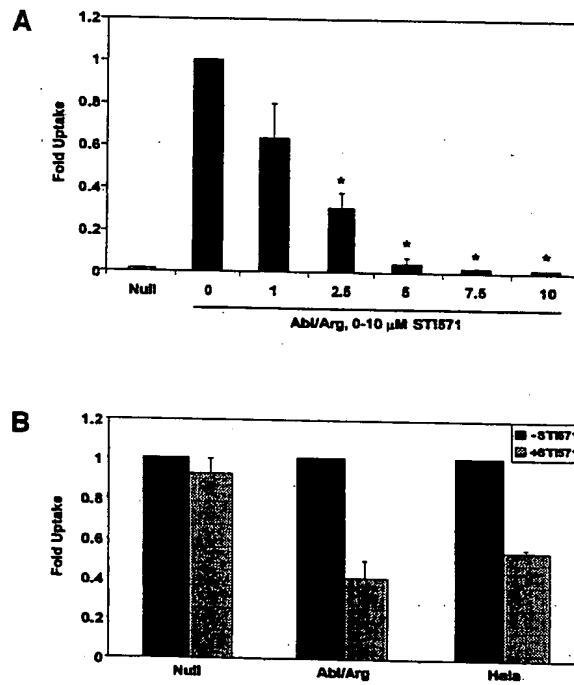 A
1.2
1
0.8
0.6
0.4
0.2
0
Fold Uptake
* * * *
Null 0 1 2.5 5 7.5 10
Abl/Arg, 0-10 µM STI571
B
1.2
1
0.8
0.6
0.4
0.2
0
Fold Uptake
-STI571
+STI571
Null Abl/Arg Hela